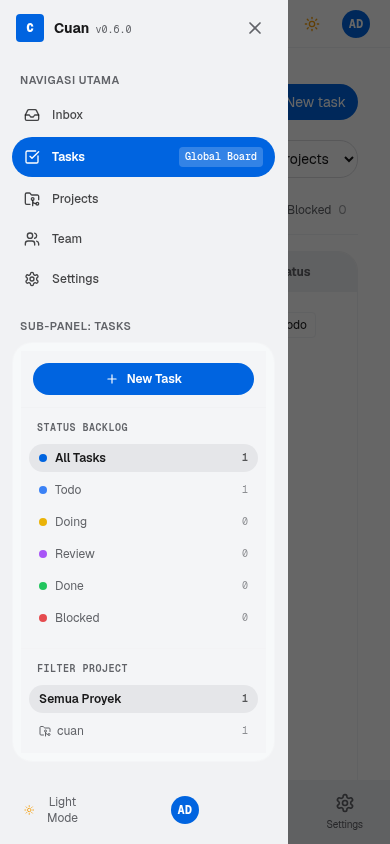 C Cuan v0.6.0
AD
NAVIGASI UTAMA
Inbox
New task
Tasks Global Board
rojects
Projects
Blocked 0
Team
Settings
atus
SUB-PANEL: TASKS
odo
New Task
STATUS BACKLOG
All Tasks 1
Todo 1
Doing 0
Review 0
Done 0
Blocked 0
FILTER PROJECT
Semua Proyek 1
cuan 1
Light
Mode
AD
Settings